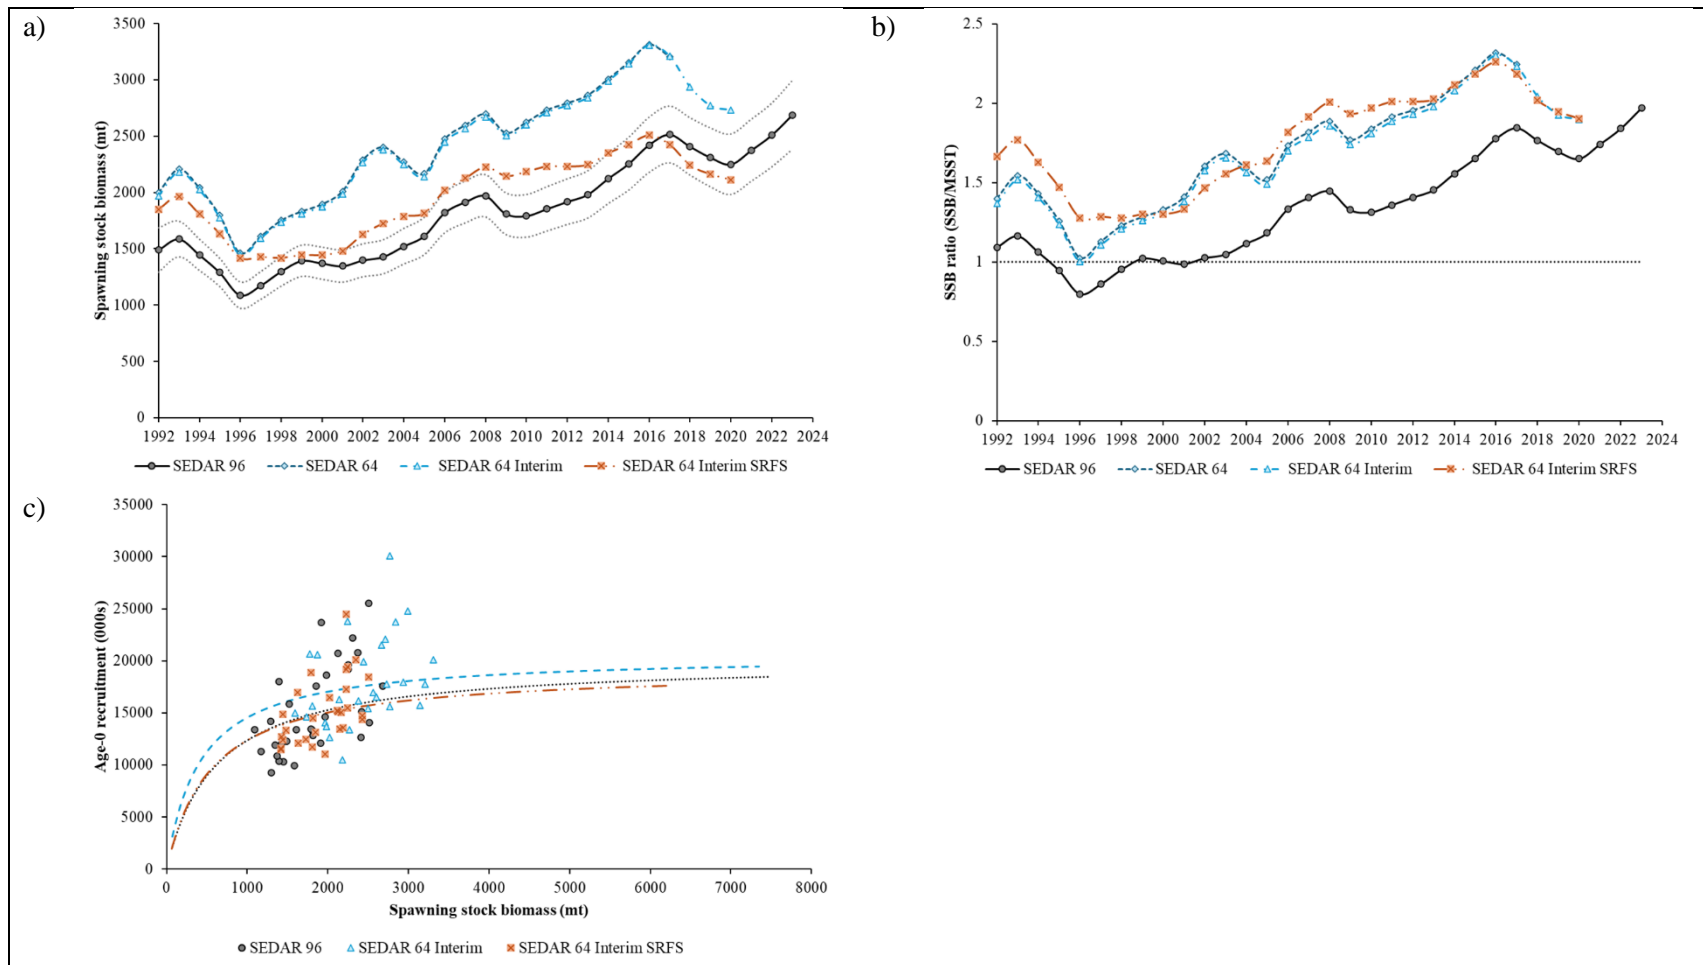 a)
3500
3000
2500
2000
1500
1000
500
0
Spawning stock biomass (mt)
1992 1994 1996 1998 2000 2002 2004 2006 2008 2010 2012 2014 2016 2018 2020 2022 2024
SEDAR 96 SEDAR 64 SEDAR 64 Interim SEDAR 64 Interim SRFS
b)
2.5
2
1.5
1
0.5
0
SSB ratio (SSB/MSST)
1992 1994 1996 1998 2000 2002 2004 2006 2008 2010 2012 2014 2016 2018 2020 2022 2024
SEDAR 96 SEDAR 64 SEDAR 64 Interim SEDAR 64 Interim SRFS
c)
35000
30000
25000
20000
15000
10000
5000
0
Age-0 recruitment (000s)
0 1000 2000 3000 4000 5000 6000 7000 8000
Spawning stock biomass (mt)
SEDAR 96 SEDAR 64 Interim SEDAR 64 Interim SRFS